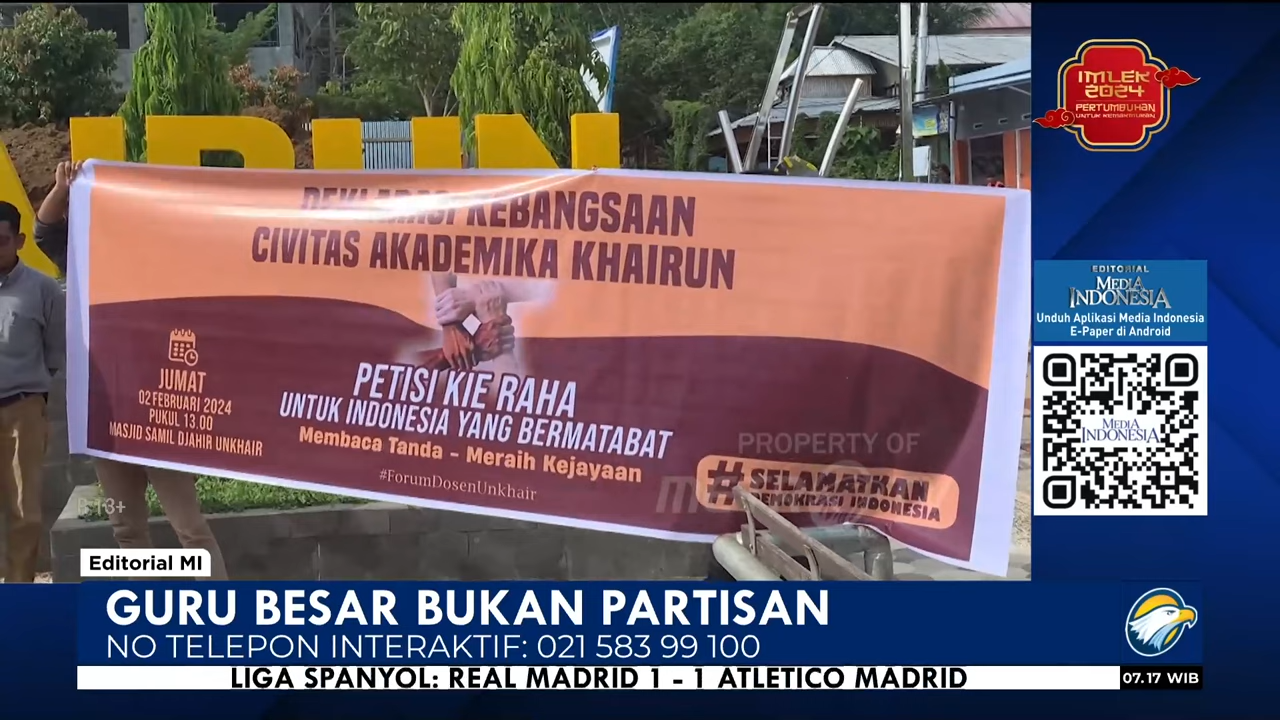 IMLEK
2024
PERTUMBUHAN
DEKLARASI KEBANGSAAN
CIVITAS AKADEMIKA KHAIRUN
JUMAT
02 FEBRUARI 2024
PUKUL 13.00
MASJID SAMIL DJAHIR UNKHAIR
PETISI KIE RAHA
UNTUK INDONESIA YANG BERMATABAT
Membaca Tanda - Meraih Kejayaan
#ForumDosenUnkhair
PROPERTY OF
#SELAMATKAN
DEMOKRASI INDONESIA
EDITORIAL
MEDIA
INDONESIA
Unduh Aplikasi Media Indonesia
E-Paper di Android
MEDIA
INDONESIA
R 13+
Editorial MI
GURU BESAR BUKAN PARTISAN
NO TELEPON INTERAKTIF: 021 583 99 100
LIGA SPANYOL: REAL MADRID 1 - 1 ATLETICO MADRID
07.17 WIB